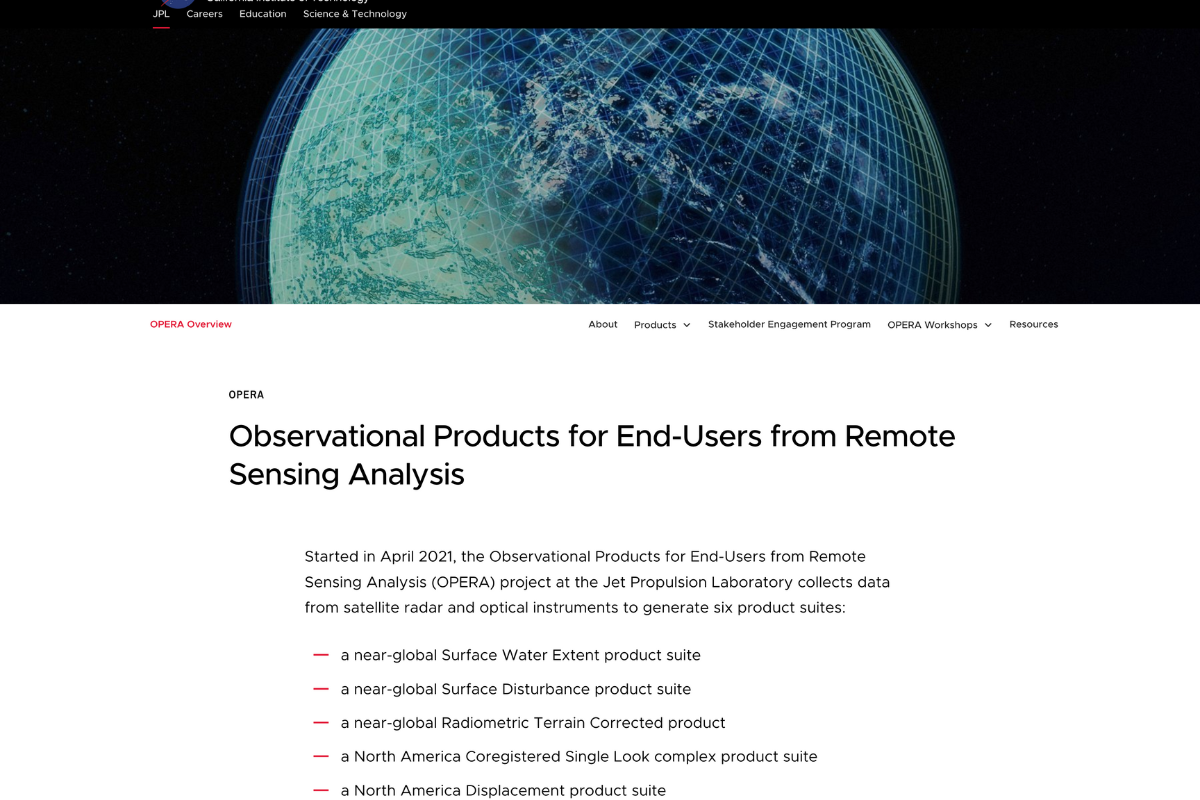 California Institute of Technology
JPL Careers Education Science & Technology
OPERA Overview About Products Stakeholder Engagement Program OPERA Workshops Resources
OPERA
Observational Products for End-Users from Remote
Sensing Analysis
Started in April 2021, the Observational Products for End-Users from Remote
Sensing Analysis (OPERA) project at the Jet Propulsion Laboratory collects data
from satellite radar and optical instruments to generate six product suites:
a near-global Surface Water Extent product suite
a near-global Surface Disturbance product suite
a near-global Radiometric Terrain Corrected product
a North America Coregistered Single Look complex product suite
a North America Displacement product suite